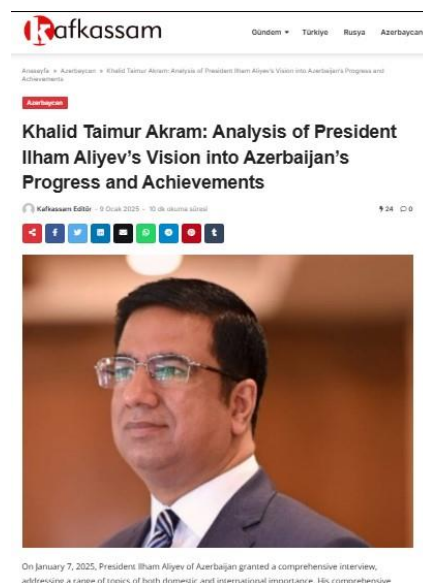 kafkassam
Gündem Türkiye Rusya Azerbaycan
Anasayfa » Azerbaycan » Khalid Taimur Akram: Analysis of President Ilham Aliyev's Vision into Azerbaijan's Progress and
Achievements
Azerbaycan
Khalid Taimur Akram: Analysis of President
Ilham Aliyev's Vision into Azerbaijan's
Progress and Achievements
Kafkassam Editör - 9 Ocak 2025 - 10 dk okuma süresi
24 0
On January 7, 2025, President Ilham Aliyev of Azerbaijan granted a comprehensive interview,
addressing a range of topics of both domestic and international importance. His comprehensive